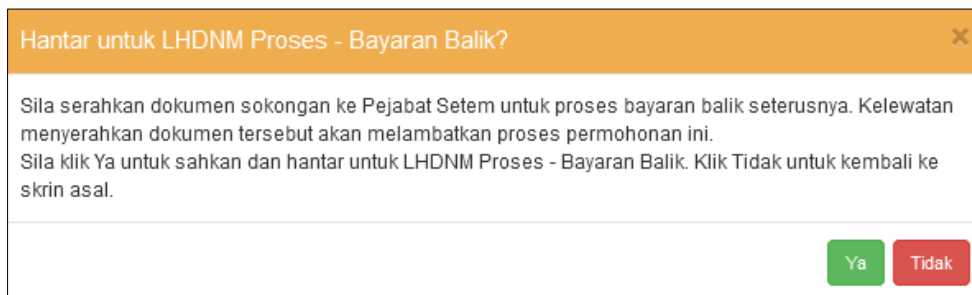 Hantar untuk LHDNM Proses - Bayaran Balik?
Sila serahkan dokumen sokongan ke Pejabat Setem untuk proses bayaran balik seterusnya. Kelewatan
menyerahkan dokumen tersebut akan melambatkan proses permohonan ini.
Sila klik Ya untuk sahkan dan hantar untuk LHDNM Proses - Bayaran Balik. Klik Tidak untuk kembali ke
skrin asal.
Ya Tidak